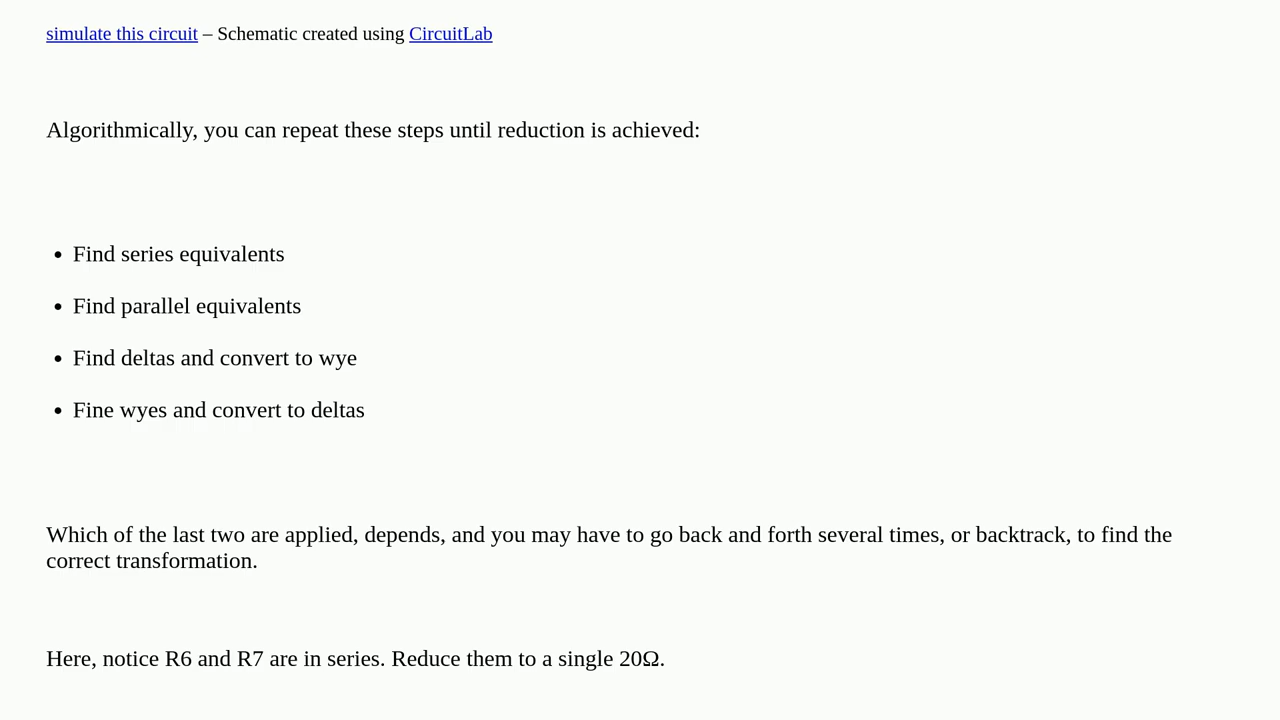 simulate this circuit – Schematic created using CircuitLab
Algorithmically, you can repeat these steps until reduction is achieved:
• Find series equivalents
• Find parallel equivalents
• Find deltas and convert to wye
• Fine wyes and convert to deltas
Which of the last two are applied, depends, and you may have to go back and forth several times, or backtrack, to find the
correct transformation.
Here, notice R6 and R7 are in series. Reduce them to a single 20Ω.